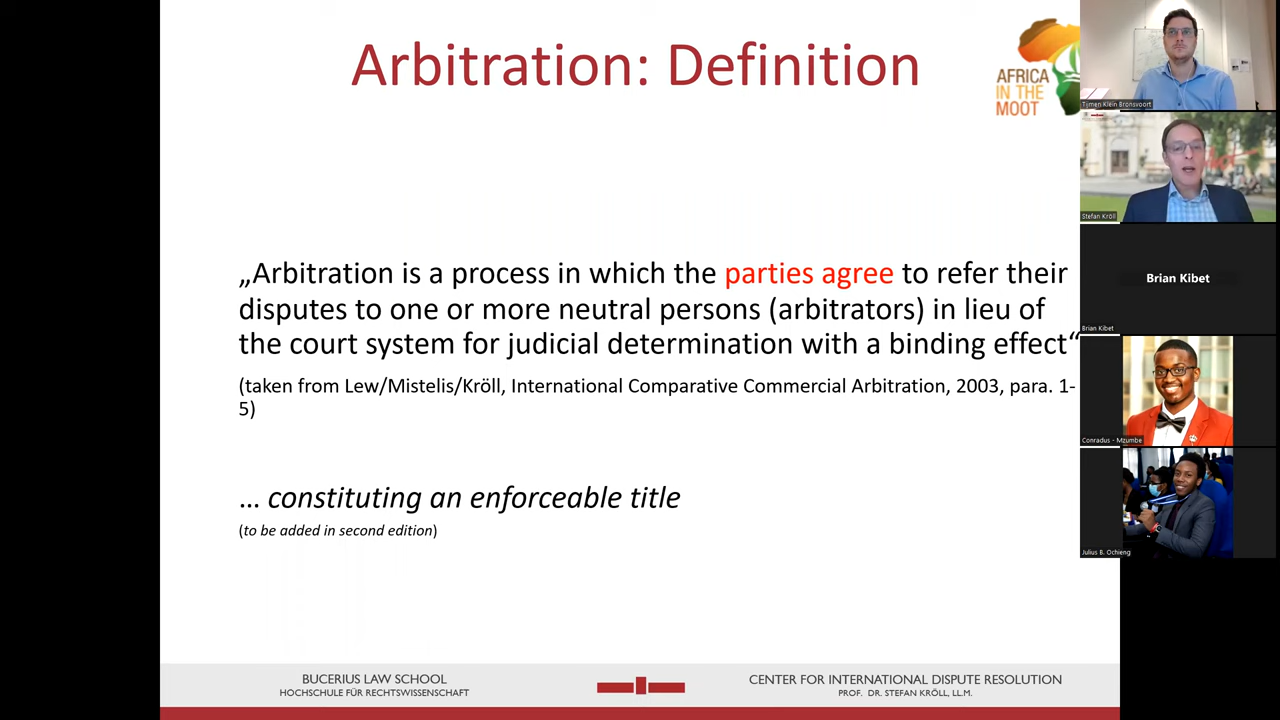 Arbitration: Definition
AFRICA
IN THE
MOOT
„Arbitration is a process in which the parties agree to refer their
disputes to one or more neutral persons (arbitrators) in lieu of
the court system for judicial determination with a binding effect“
(taken from Lew/Mistelis/Kröll, International Comparative Commercial Arbitration, 2003, para. 1-
5)
... constituting an enforceable title
(to be added in second edition)
BUCERIUS LAW SCHOOL
HOCHSCHULE FÜR RECHTSWISSENSCHAFT
CENTER FOR INTERNATIONAL DISPUTE RESOLUTION
PROF. DR. STEFAN KRÖLL, LL.M.
Tijmen Klein Bronsvoort
Stefan Kröll
Brian Kibet
Brian Kibet
Conradus - Mzumbe
Julius B. Ochieng